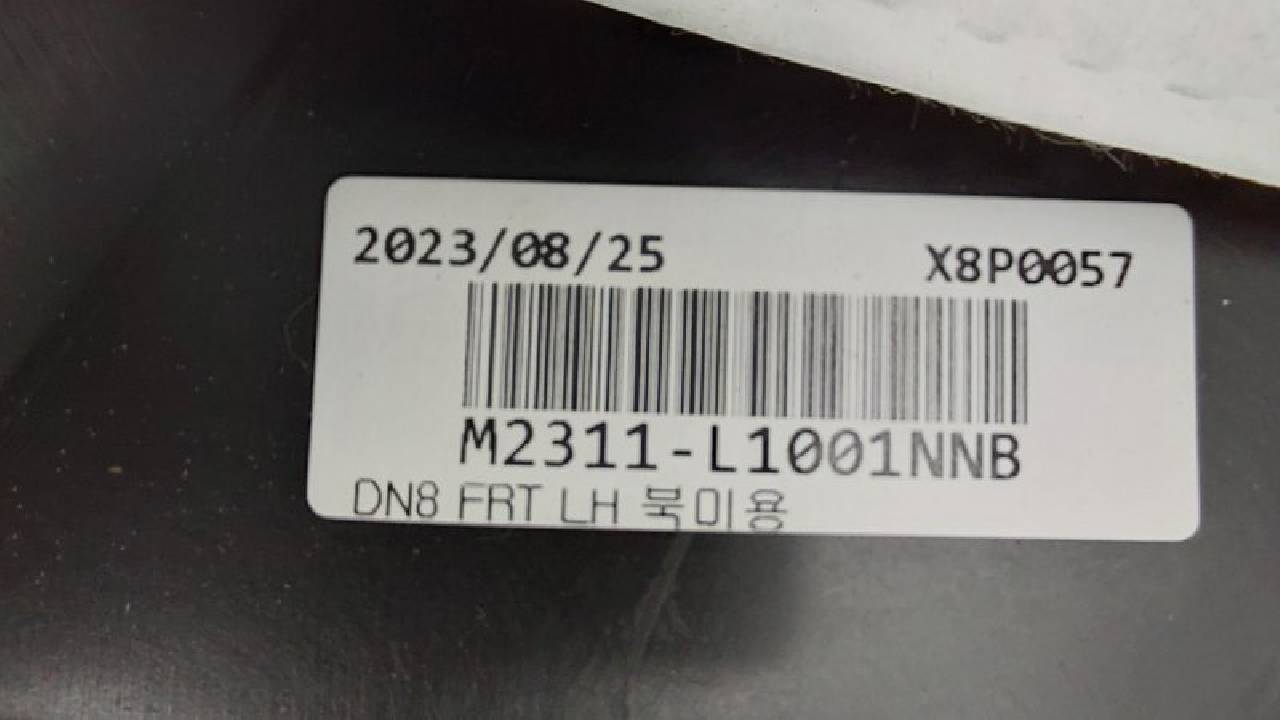 2023/08/25 X8P0057
M2311-L1001NNB
DN8 FRT LH 북미용